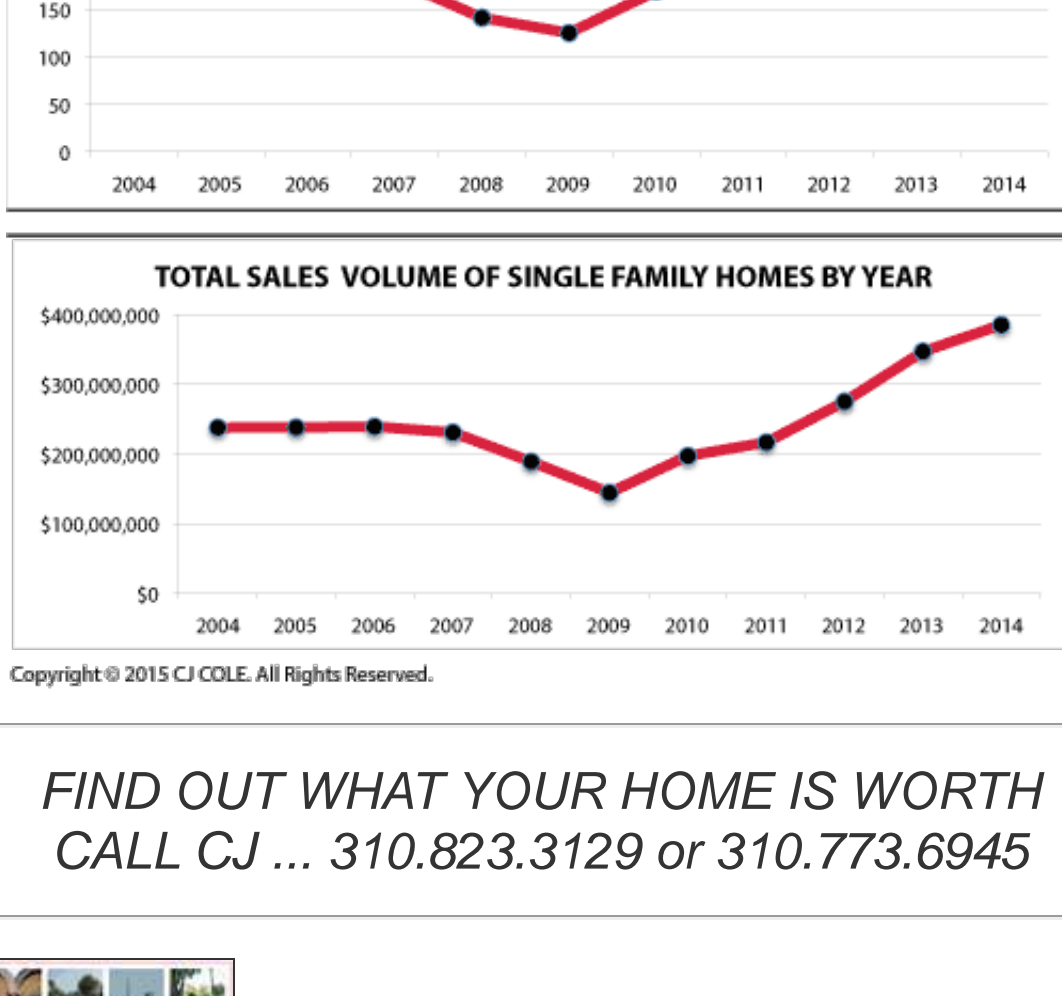 150
100
50
0
2004 2005 2006 2007 2008 2009 2010 2011 2012 2013 2014
TOTAL SALES VOLUME OF SINGLE FAMILY HOMES BY YEAR
$400,000,000
$300,000,000
$200,000,000
$100,000,000
$0
2004 2005 2006 2007 2008 2009 2010 2011 2012 2013 2014
Copyright © 2015 CJ COLE. All Rights Reserved.
FIND OUT WHAT YOUR HOME IS WORTH
CALL CJ ... 310.823.3129 or 310.773.6945